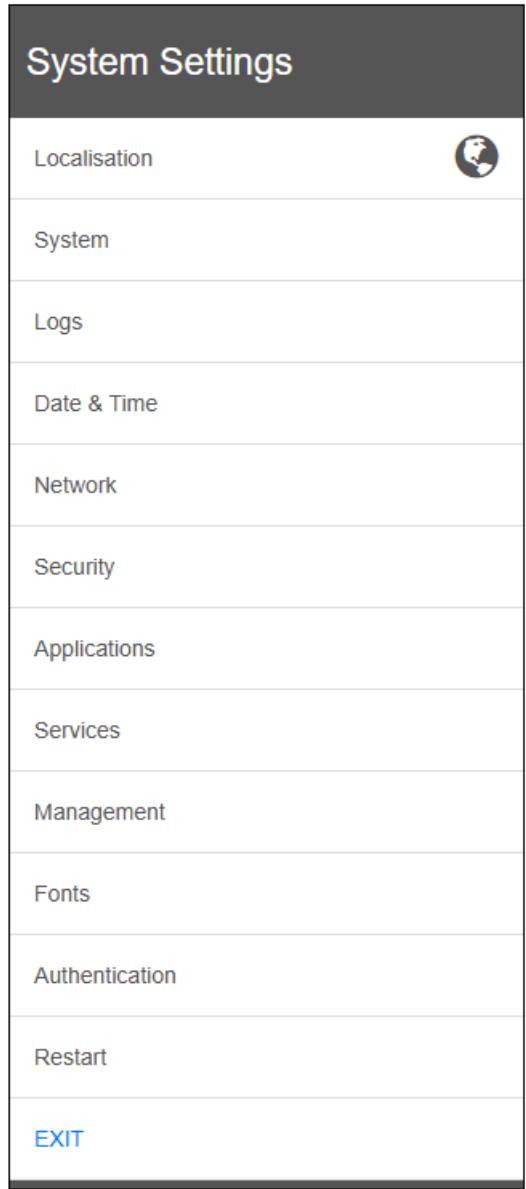 System Settings
Localisation
System
Logs
Date & Time
Network
Security
Applications
Services
Management
Fonts
Authentication
Restart
EXIT